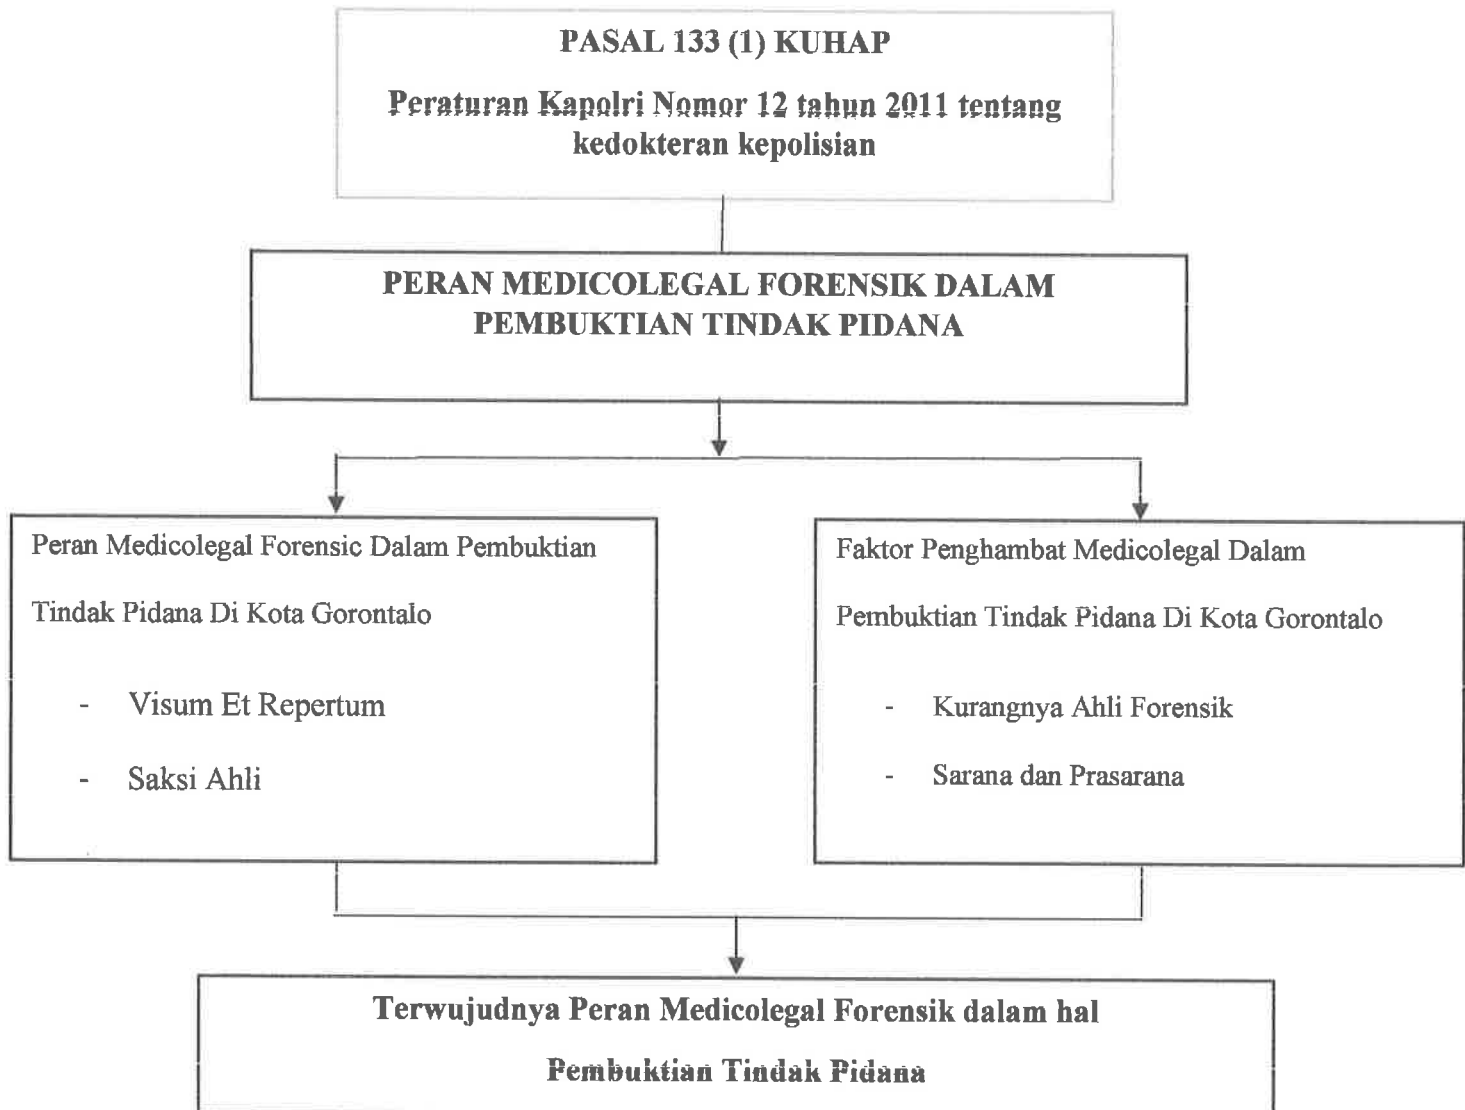 PASAL 133 (1) KUHAP
Peraturan Kapolri Nomor 12 tahun 2011 tentang
kedokteran kepolisian
PERAN MEDICOLEGAL FORENSIK DALAM
PEMBUKTIAN TINDAK PIDANA
Peran Medicolegal Forensic Dalam Pembuktian
Tindak Pidana Di Kota Gorontalo
- Visum Et Repertum
- Saksi Ahli
Faktor Penghambat Medicolegal Dalam
Pembuktian Tindak Pidana Di Kota Gorontalo
- Kurangnya Ahli Forensik
- Sarana dan Prasarana
Terwujudnya Peran Medicolegal Forensik dalam hal
Pembuktian Tindak Pidana